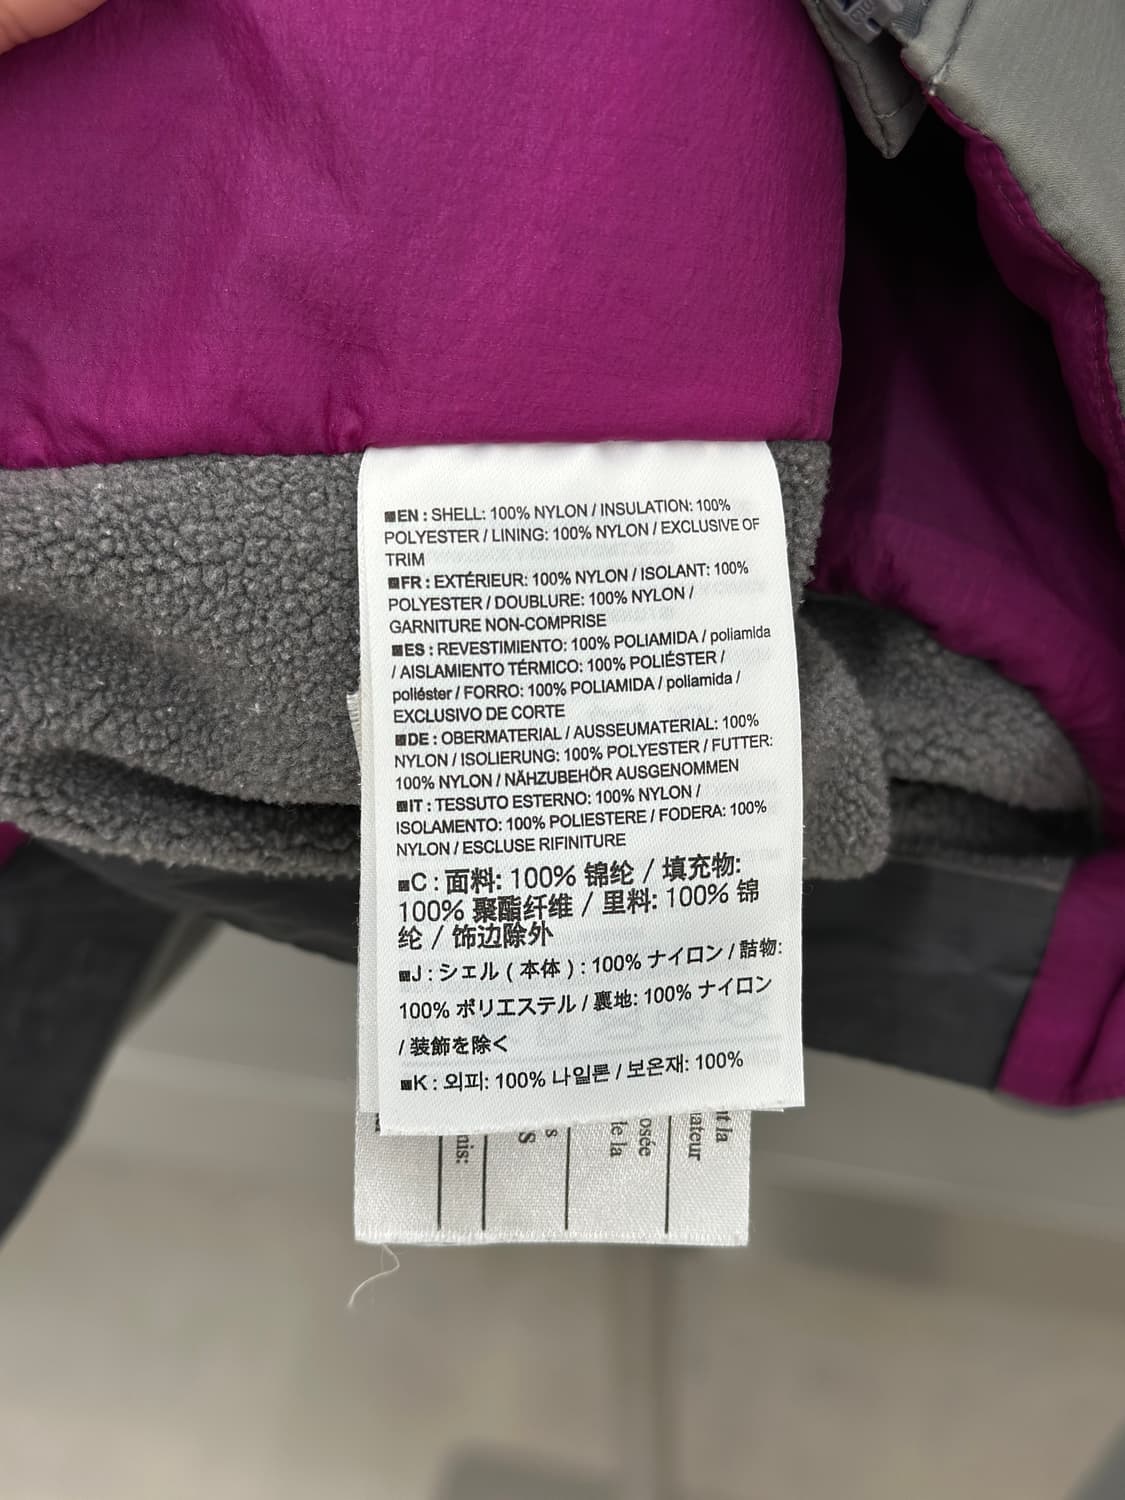 ■EN : SHELL: 100% NYLON / INSULATION: 100%
POLYESTER / LINING: 100% NYLON / EXCLUSIVE OF
TRIM
■FR : EXTÉRIEUR: 100% NYLON / ISOLANT: 100%
POLYESTER / DOUBLURE: 100% NYLON /
GARNITURE NON-COMPRISE
■ES : REVESTIMIENTO: 100% POLIAMIDA / poliamida
/ AISLAMIENTO TÉRMICO: 100% POLIÉSTER /
poliéster / FORRO: 100% POLIAMIDA / poliamida /
EXCLUSIVO DE CORTE
■DE : OBERMATERIAL / AUSSEUMATERIAL: 100%
NYLON / ISOLIERUNG: 100% POLYESTER / FUTTER:
100% NYLON / NÄHZUBEHÖR AUSGENOMMEN
■IT : TESSUTO ESTERNO: 100% NYLON /
ISOLAMENTO: 100% POLIESTERE / FODERA: 100%
NYLON / ESCLUSE RIFINITURE
■C : 面料: 100% 锦纶 / 填充物:
100% 聚酯纤维 / 里料: 100% 锦
纶 / 饰边除外
■J : シェル ( 本体 ) : 100% ナイロン / 詰物:
100% ポリエステル / 裏地: 100% ナイロン
/ 装飾を除く
■K : 외피: 100% 나일론 / 보온재: 100%
t la
ateur
osée
le la
s
S
nis: